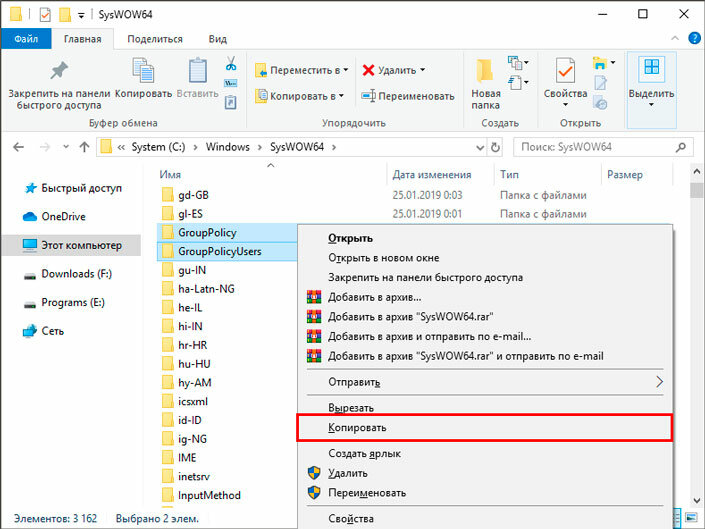 SysWOW64
Файл Главная Поделиться Вид
Закрепить на панели быстрого доступа
Копировать
Вставить
Буфер обмена
Переместить в
Копировать в
Удалить
Переименовать
Упорядочить
Новая папка
Создать
Свойства
Открыть
Выделить
« System (C:) > Windows > SysWOW64 >
Поиск: SysWOW64
Быстрый доступ
OneDrive
Этот компьютер
Downloads (F:)
Programs (E:)
Сеть
Имя Дата изменения Тип Размер
gd-GB 25.01.2019 0:03 Папка с файлами
gl-ES 25.01.2019 0:01 Папка с файлами
GroupPolicy
GroupPolicyUsers
gu-IN
ha-Latn-NG
he-IL
hi-IN
hr-HR
hu-HU
hy-AM
icsxml
id-ID
ig-NG
IME
inetsrv
InputMethod
Открыть
Открыть в новом окне
Закрепить на панели быстрого доступа
Добавить в архив...
Добавить в архив "SysWOW64.rar"
Добавить в архив и отправить по e-mail...
Добавить в архив "SysWOW64.rar" и отправить по e-mail
Отправить
Вырезать
Копировать
Создать ярлык
Удалить
Переименовать
Свойства
Элементов: 3 162 Выбрано 2 элем.